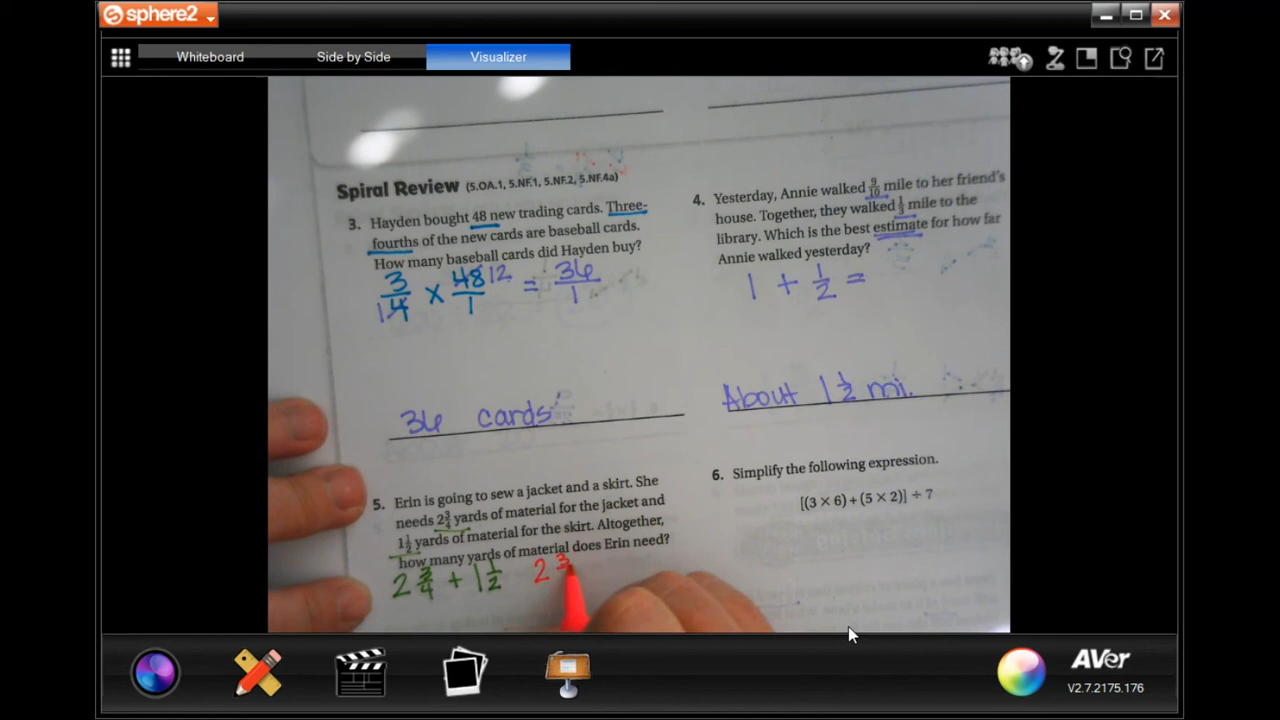 sphere2
Whiteboard
Side by Side
Visualizer
Spiral Review (5.OA.1, 5.NF.1, 5.NF.2, 5.NF.4a)
3. Hayden bought 48 new trading cards. Three-
fourths of the new cards are baseball cards.
How many baseball cards did Hayden buy?
3/4 × 48/1 = 36/1
1 12
36 cards
4. Yesterday, Annie walked 9/10 mile to her friend's
house. Together, they walked 1/3 mile to the
library. Which is the best estimate for how far
Annie walked yesterday?
1 + 1/2 =
About 1 1/2 mi.
5. Erin is going to sew a jacket and a skirt. She
needs 2 3/4 yards of material for the jacket and
1 1/2 yards of material for the skirt. Altogether,
how many yards of material does Erin need?
2 3/4 + 1 1/2 2 3
6. Simplify the following expression.
[(3 × 6) + (5 × 2)] ÷ 7
AVer
V2.7.2175.176